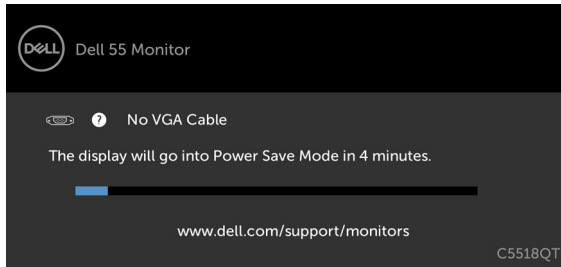 DELL
Dell 55 Monitor
? No VGA Cable
The display will go into Power Save Mode in 4 minutes.
www.dell.com/support/monitors
C5518QT